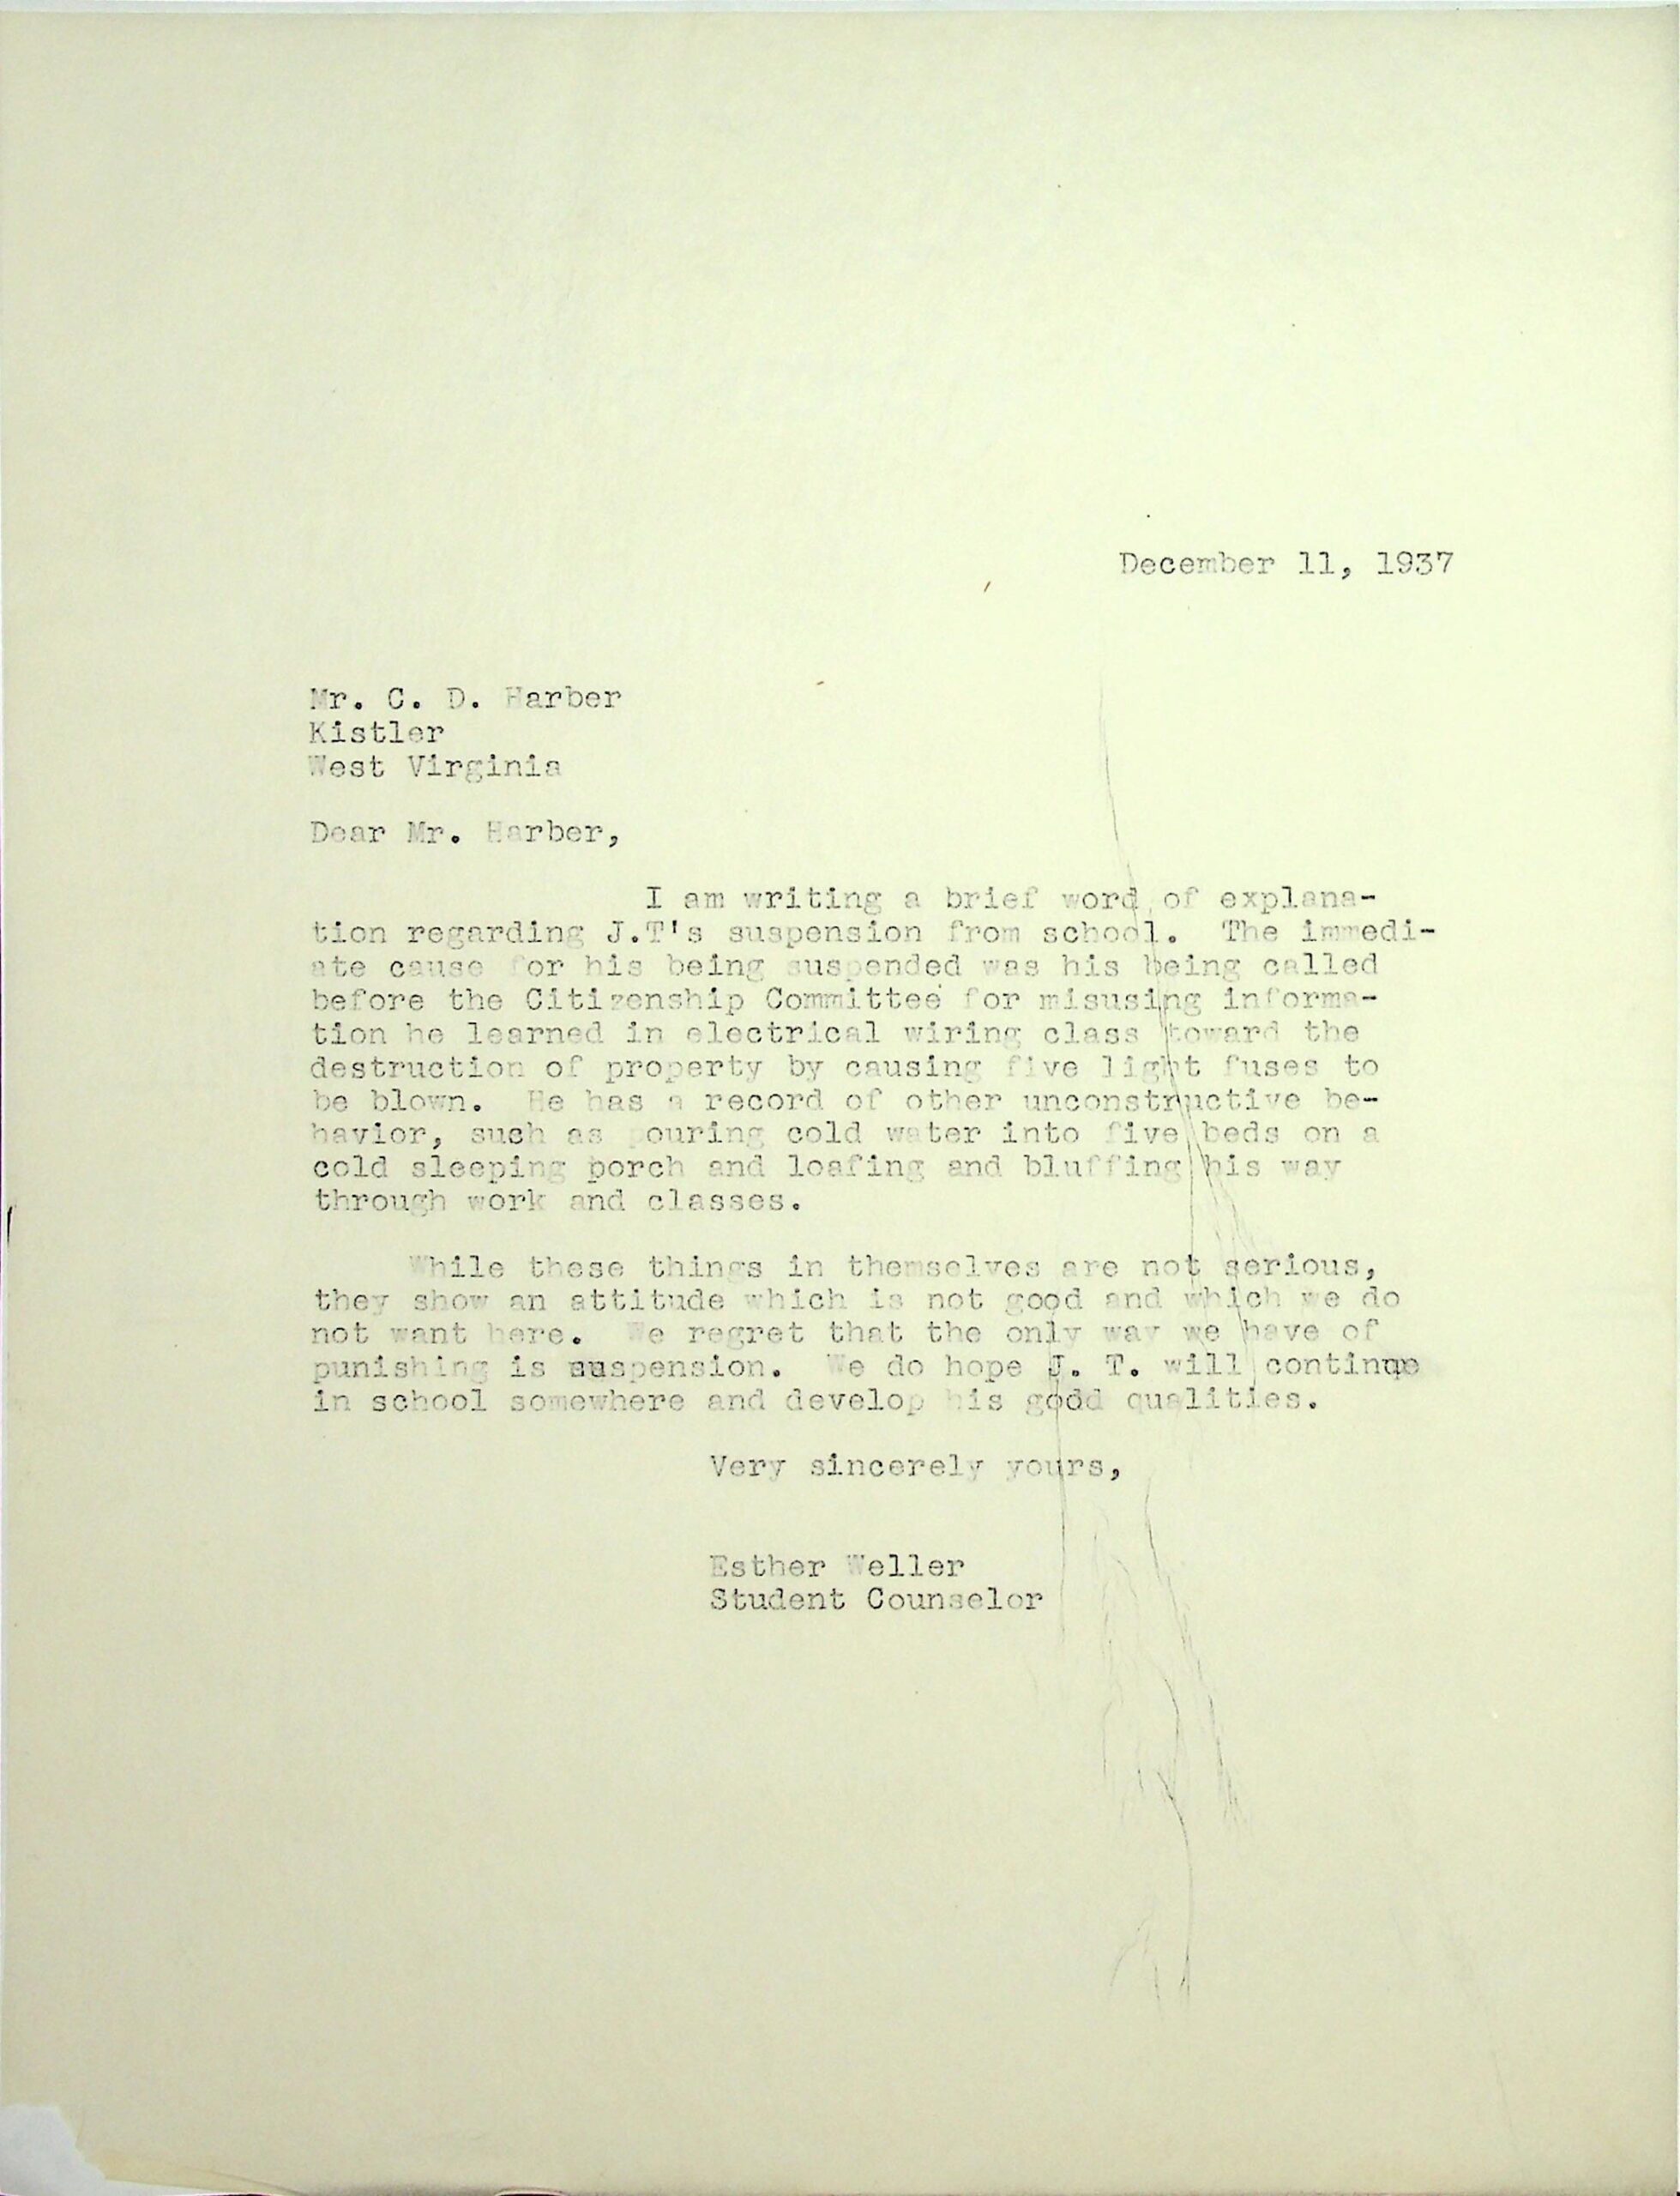 December 11, 1937
Mr. C. D. Harber
Kistler
West Virginia
Dear Mr. Harber,
I am writing a brief word of explana-
tion regarding J.T's suspension from school. The immedi-
ate cause for his being suspended was his being called
before the Citizenship Committee for misusing informa-
tion he learned in electrical wiring class toward the
destruction of property by causing five light fuses to
be blown. He has a record of other unconstructive be-
havior, such as pouring cold water into five beds on a
cold sleeping porch and loafing and bluffing his way
through work and classes.
While these things in themselves are not serious,
they show an attitude which is not good and which we do
not want here. We regret that the only way we have of
punishing is suspension. We do hope J. T. will continue
in school somewhere and develop his good qualities.
Very sincerely yours,
Esther Weller
Student Counselor